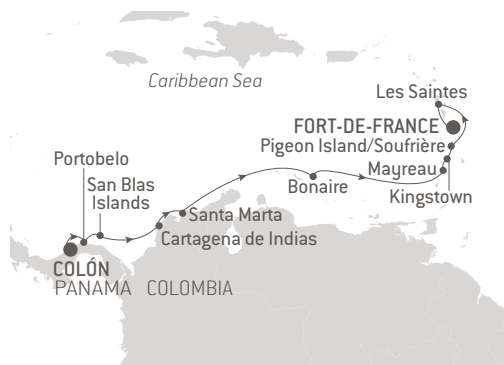 Caribbean Sea
Les Saintes
FORT-DE-FRANCE
Pigeon Island/Soufrière
Mayreau
Kingstown
Bonaire
Portobelo
San Blas
Islands
Santa Marta
Cartagena de Indias
COLÓN
PANAMA COLOMBIA